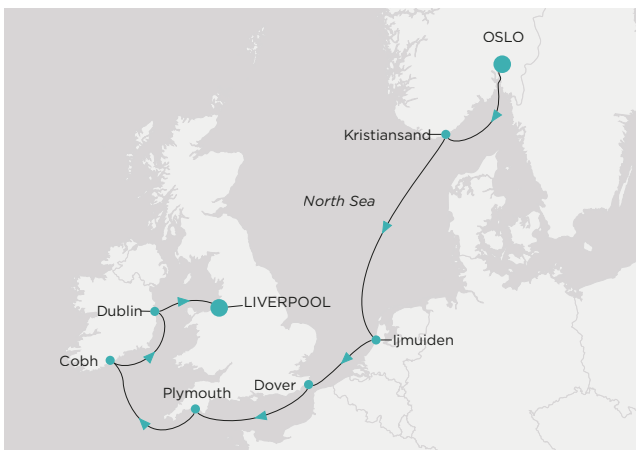 OSLO
Kristiansand
North Sea
LIVERPOOL
Dublin
Ijmuiden
Cobh
Dover
Plymouth